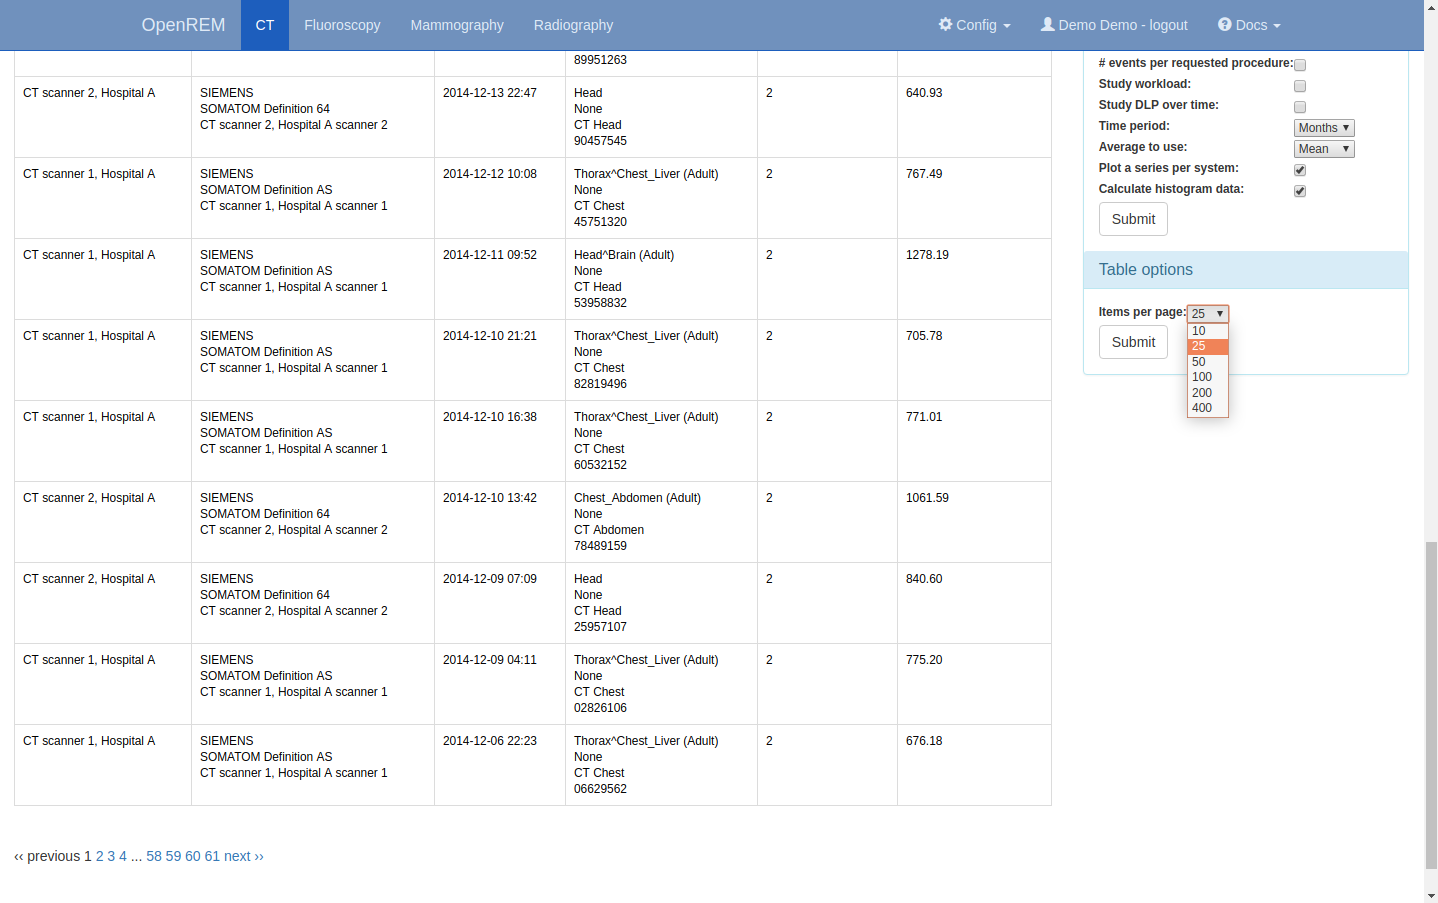 OpenREM CT Fluoroscopy Mammography Radiography Config Demo Demo - logout Docs
89951263
CT scanner 2, Hospital A SIEMENS 2014-12-13 22:47 Head 2 640.93
SOMATOM Definition 64 None
CT scanner 2, Hospital A scanner 2 CT Head
90457545
CT scanner 1, Hospital A SIEMENS 2014-12-12 10:08 Thorax^Chest_Liver (Adult) 2 767.49
SOMATOM Definition AS None
CT scanner 1, Hospital A scanner 1 CT Chest
45751320
CT scanner 1, Hospital A SIEMENS 2014-12-11 09:52 Head^Brain (Adult) 2 1278.19
SOMATOM Definition AS None
CT scanner 1, Hospital A scanner 1 CT Head
53958832
CT scanner 1, Hospital A SIEMENS 2014-12-10 21:21 Thorax^Chest_Liver (Adult) 2 705.78
SOMATOM Definition AS None
CT scanner 1, Hospital A scanner 1 CT Chest
82819496
CT scanner 1, Hospital A SIEMENS 2014-12-10 16:38 Thorax^Chest_Liver (Adult) 2 771.01
SOMATOM Definition AS None
CT scanner 1, Hospital A scanner 1 CT Chest
60532152
CT scanner 2, Hospital A SIEMENS 2014-12-10 13:42 Chest_Abdomen (Adult) 2 1061.59
SOMATOM Definition 64 None
CT scanner 2, Hospital A scanner 2 CT Abdomen
78489159
CT scanner 2, Hospital A SIEMENS 2014-12-09 07:09 Head 2 840.60
SOMATOM Definition 64 None
CT scanner 2, Hospital A scanner 2 CT Head
25957107
CT scanner 1, Hospital A SIEMENS 2014-12-09 04:11 Thorax^Chest_Liver (Adult) 2 775.20
SOMATOM Definition AS None
CT scanner 1, Hospital A scanner 1 CT Chest
02826106
CT scanner 1, Hospital A SIEMENS 2014-12-06 22:23 Thorax^Chest_Liver (Adult) 2 676.18
SOMATOM Definition AS None
CT scanner 1, Hospital A scanner 1 CT Chest
06629562
‹‹ previous 1 2 3 4 ... 58 59 60 61 next ››
# events per requested procedure:
Study workload:
Study DLP over time:
Time period: Months
Average to use: Mean
Plot a series per system:
Calculate histogram data:
Submit
Table options
Items per page: 25
10
25
50
100
200
400
Submit